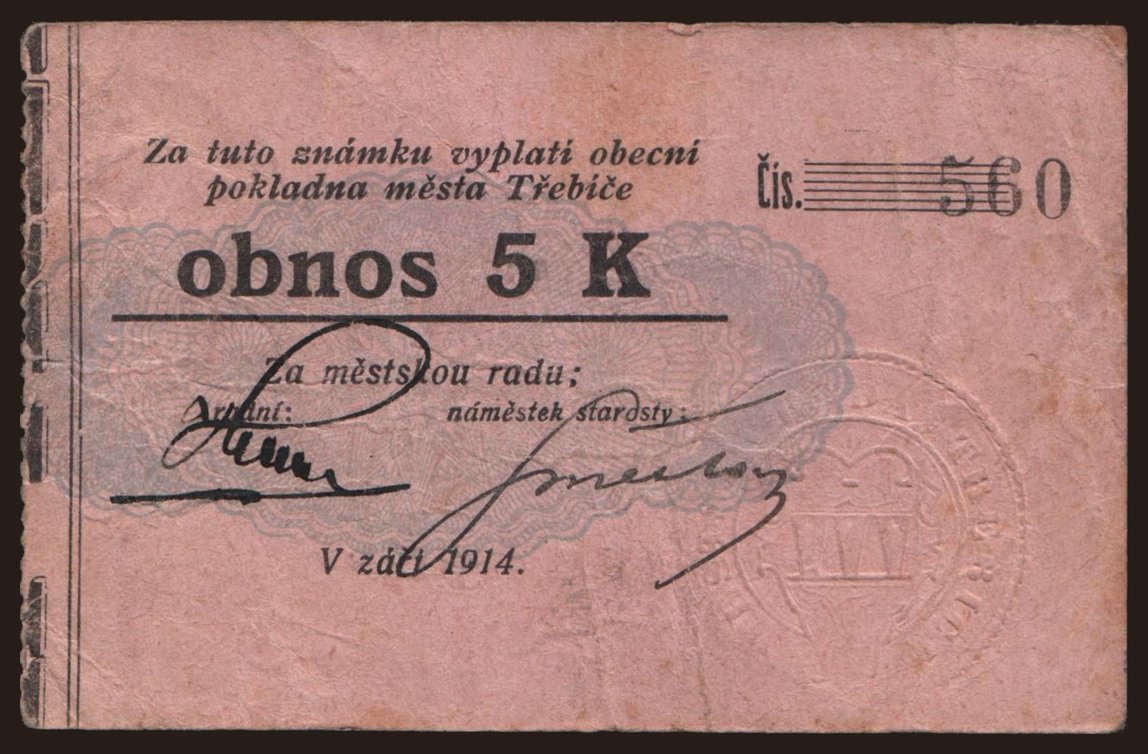 Za tuto známku vyplatí obecní
pokladna města Třebíče
Čís. 560
obnos 5 K
Za městskou radu:
náměstek starosty:
V září 1914.